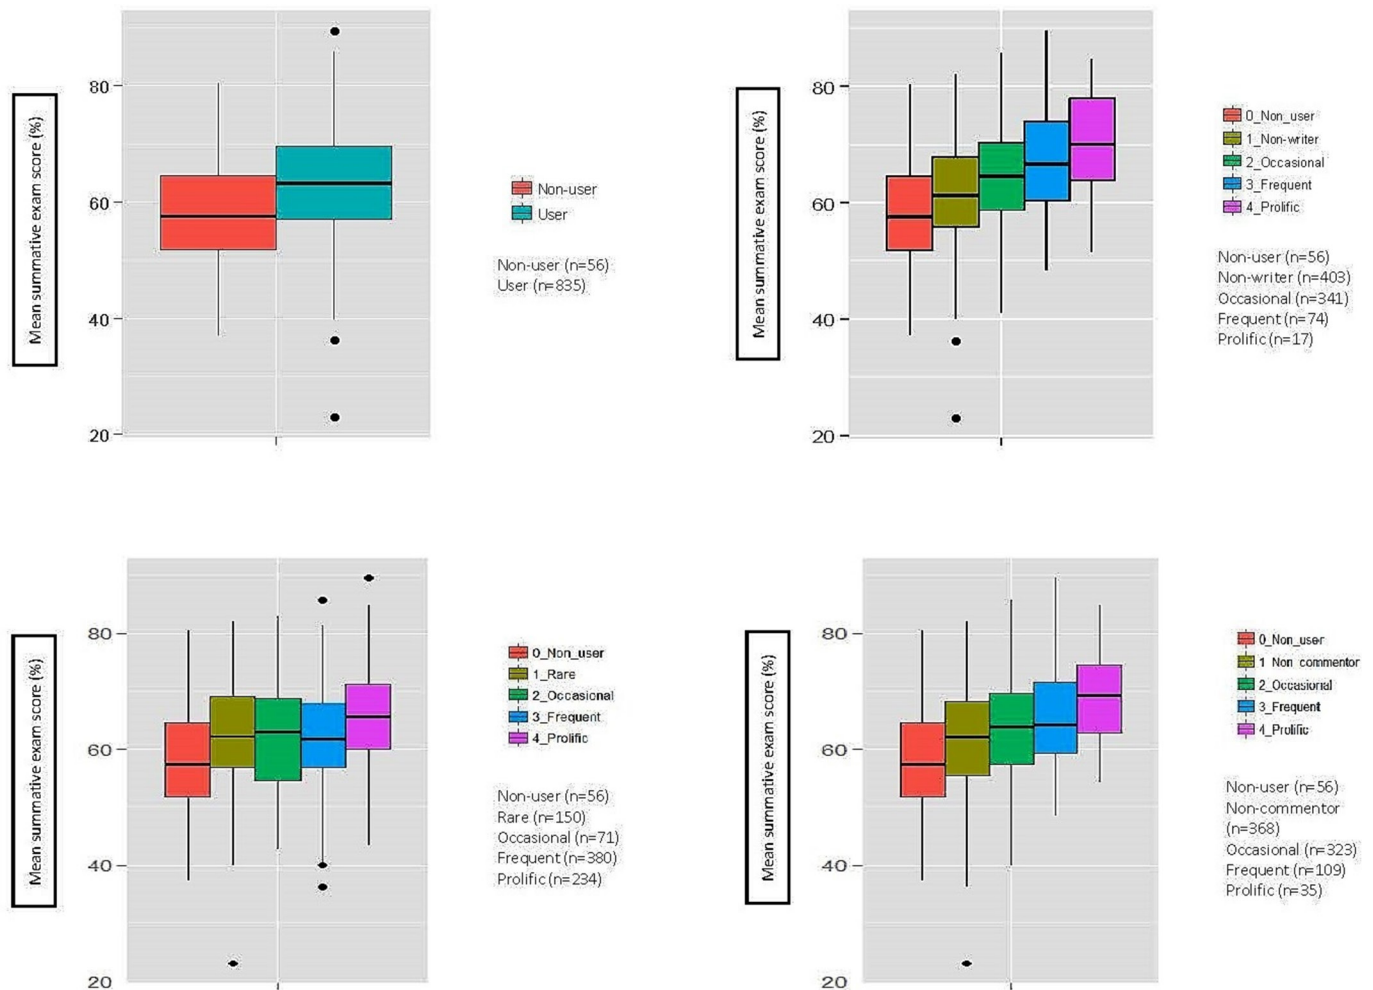 Mean summative exam score (%)
80
60
40
20
Non-user
User
Non-user (n=56)
User (n=835)
Mean summative exam score (%)
80
60
40
20
0_Non_user
1_Non-writer
2_Occasional
3_Frequent
4_Prolific
Non-user (n=56)
Non-writer (n=403)
Occasional (n=341)
Frequent (n=74)
Prolific (n=17)
Mean summative exam score (%)
80
60
40
20
0_Non_user
1_Rare
2_Occasional
3_Frequent
4_Prolific
Non-user (n=56)
Rare (n=150)
Occasional (n=71)
Frequent (n=380)
Prolific (n=234)
Mean summative exam score (%)
80
60
40
20
0_Non_user
1_Non_commentor
2_Occasional
3_Frequent
4_Prolific
Non-user (n=56)
Non-commentor
(n=368)
Occasional (n=323)
Frequent (n=109)
Prolific (n=35)